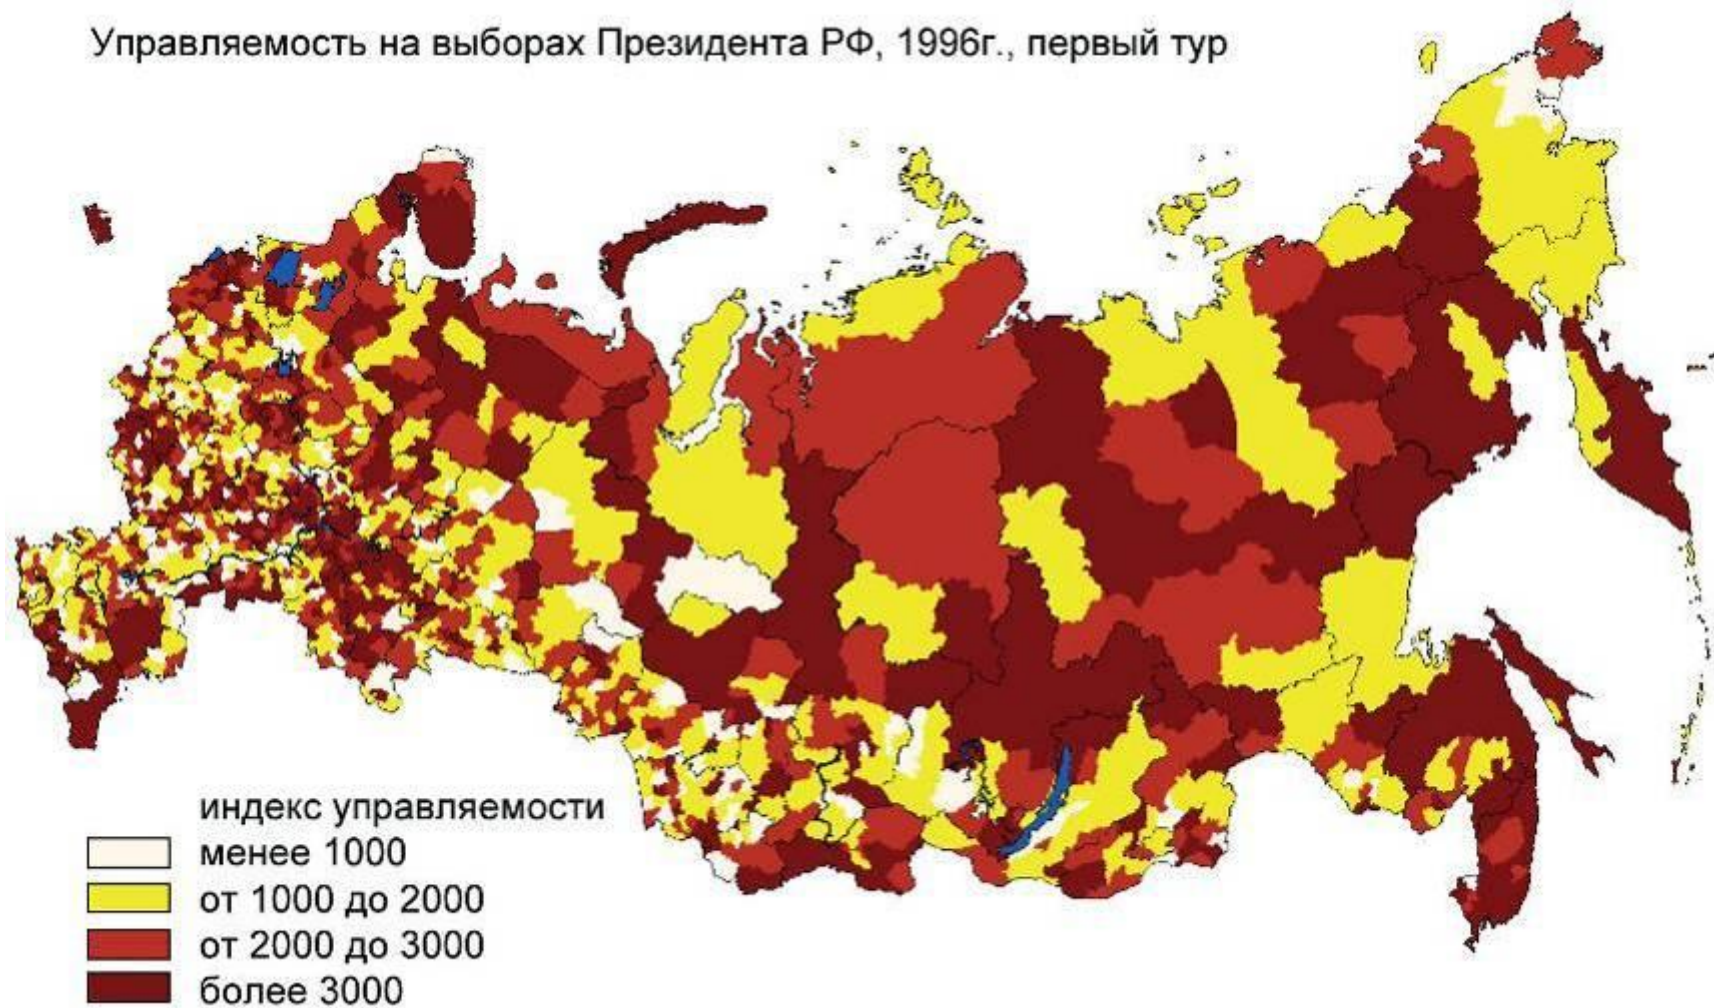 Управляемость на выборах Президента РФ, 1996г., первый тур
индекс управляемости
менее 1000
от 1000 до 2000
от 2000 до 3000
более 3000